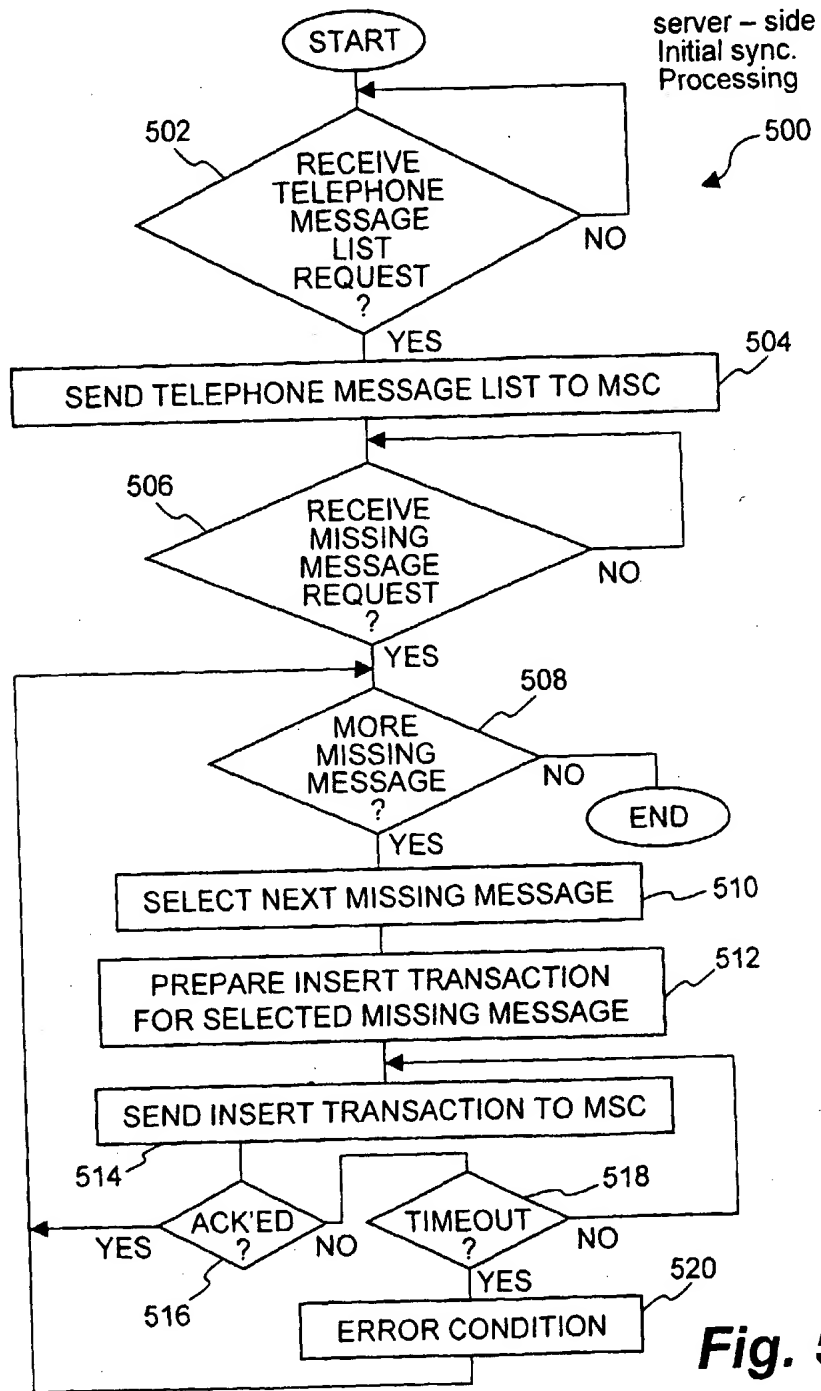 server – side
Initial sync.
Processing
500
START
502
RECEIVE
TELEPHONE
MESSAGE
LIST
REQUEST
?
NO
YES
504
SEND TELEPHONE MESSAGE LIST TO MSC
506
RECEIVE
MISSING
MESSAGE
REQUEST
?
NO
YES
508
MORE
MISSING
MESSAGE
?
NO
END
YES
SELECT NEXT MISSING MESSAGE
510
512
PREPARE INSERT TRANSACTION
FOR SELECTED MISSING MESSAGE
SEND INSERT TRANSACTION TO MSC
514
518
ACK'ED
?
YES
NO
516
TIMEOUT
?
NO
YES
520
ERROR CONDITION
Fig. 5